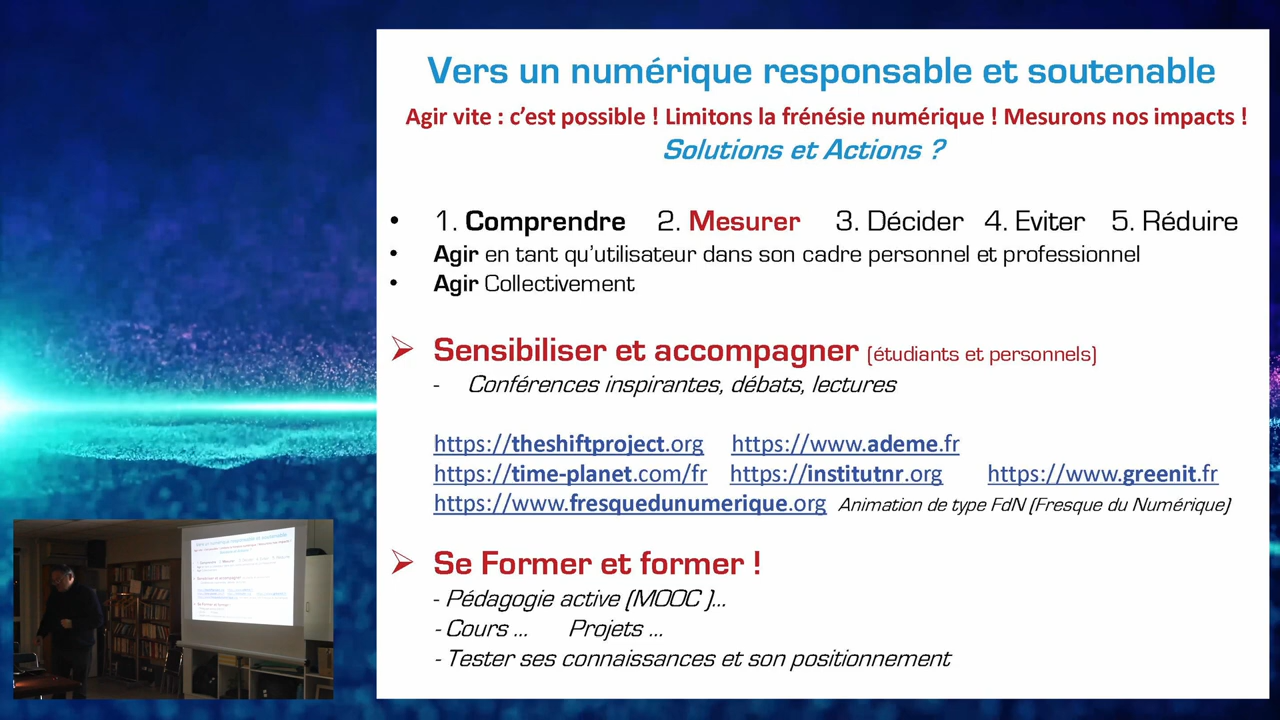 Vers un numérique responsable et soutenable
Agir vite : c'est possible ! Limitons la frénésie numérique ! Mesurons nos impacts !
Solutions et Actions ?
• 1. Comprendre 2. Mesurer 3. Décider 4. Eviter 5. Réduire
• Agir en tant qu'utilisateur dans son cadre personnel et professionnel
• Agir Collectivement
➢ Sensibiliser et accompagner (étudiants et personnels)
- Conférences inspirantes, débats, lectures
https://theshiftproject.org https://www.ademe.fr
https://time-planet.com/fr https://institutnr.org https://www.greenit.fr
https://www.fresquedunumerique.org Animation de type FdN (Fresque du Numérique)
➢ Se Former et former !
- Pédagogie active (MOOC )...
- Cours ... Projets ...
- Tester ses connaissances et son positionnement